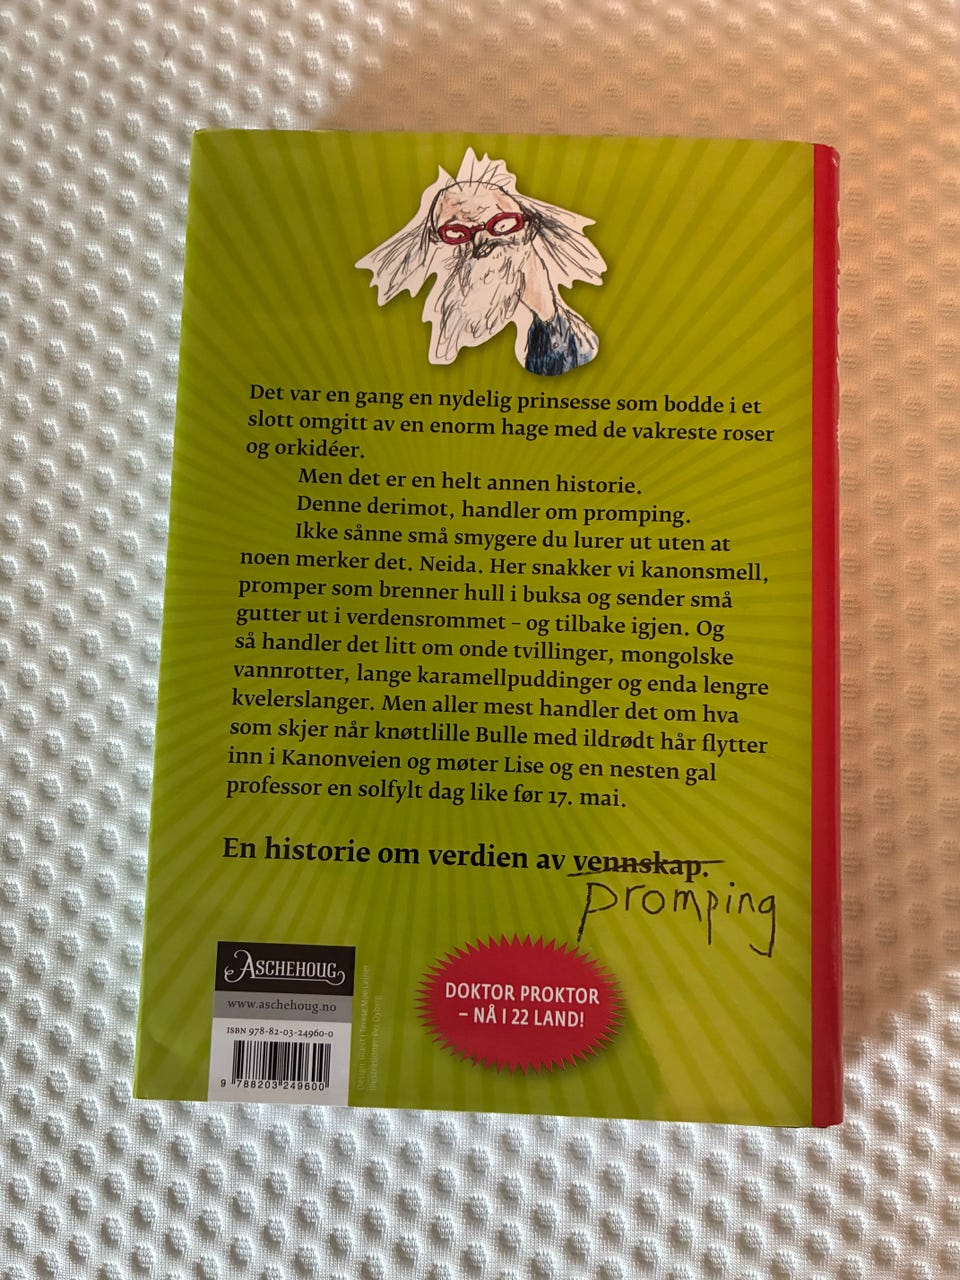 Det var en gang en nydelig prinsesse som bodde i et
slott omgitt av en enorm hage med de vakreste roser
og orkidéer.
Men det er en helt annen historie.
Denne derimot, handler om promping.
Ikke sånne små smygere du lurer ut uten at
noen merker det. Neida. Her snakker vi kanonsmell,
promper som brenner hull i buksa og sender små
gutter ut i verdensrommet – og tilbake igjen. Og
så handler det litt om onde tvillinger, mongolske
vannrotter, lange karamellpuddinger og enda lengre
kvelerslanger. Men aller mest handler det om hva
som skjer når knøttlille Bulle med ildrødt hår flytter
inn i Kanonveien og møter Lise og en nesten gal
professor en solfylt dag like før 17. mai.
En historie om verdien av vennskap.
promping
ASCHEHOUG
www.aschehoug.no
ISBN 978-82-03-24960-0
9 788203 249600
DOKTOR PROKTOR
– NÅ I 22 LAND!